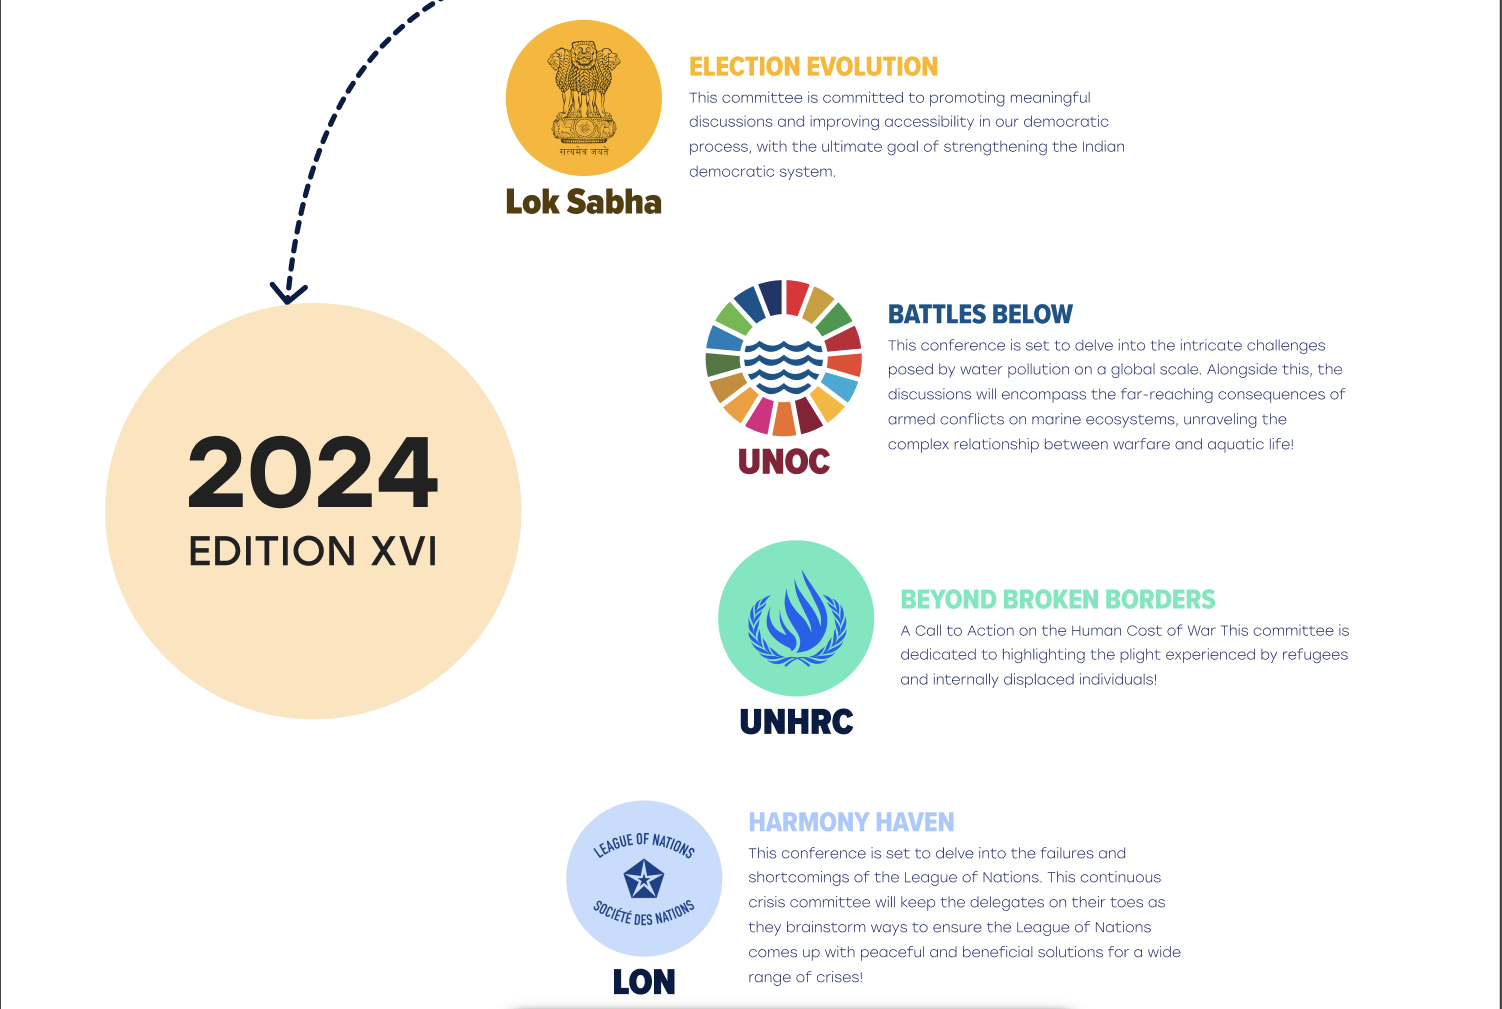 सत्यमेव जयते
Lok Sabha
ELECTION EVOLUTION
This committee is committed to promoting meaningful
discussions and improving accessibility in our democratic
process, with the ultimate goal of strengthening the Indian
democratic system.
2024
EDITION XVI
UNOC
BATTLES BELOW
This conference is set to delve into the intricate challenges
posed by water pollution on a global scale. Alongside this, the
discussions will encompass the far-reaching consequences of
armed conflicts on marine ecosystems, unraveling the
complex relationship between warfare and aquatic life!
UNHRC
BEYOND BROKEN BORDERS
A Call to Action on the Human Cost of War This committee is
dedicated to highlighting the plight experienced by refugees
and internally displaced individuals!
LEAGUE OF NATIONS
SOCIÉTÉ DES NATIONS
LON
HARMONY HAVEN
This conference is set to delve into the failures and
shortcomings of the League of Nations. This continuous
crisis committee will keep the delegates on their toes as
they brainstorm ways to ensure the League of Nations
comes up with peaceful and beneficial solutions for a wide
range of crises!